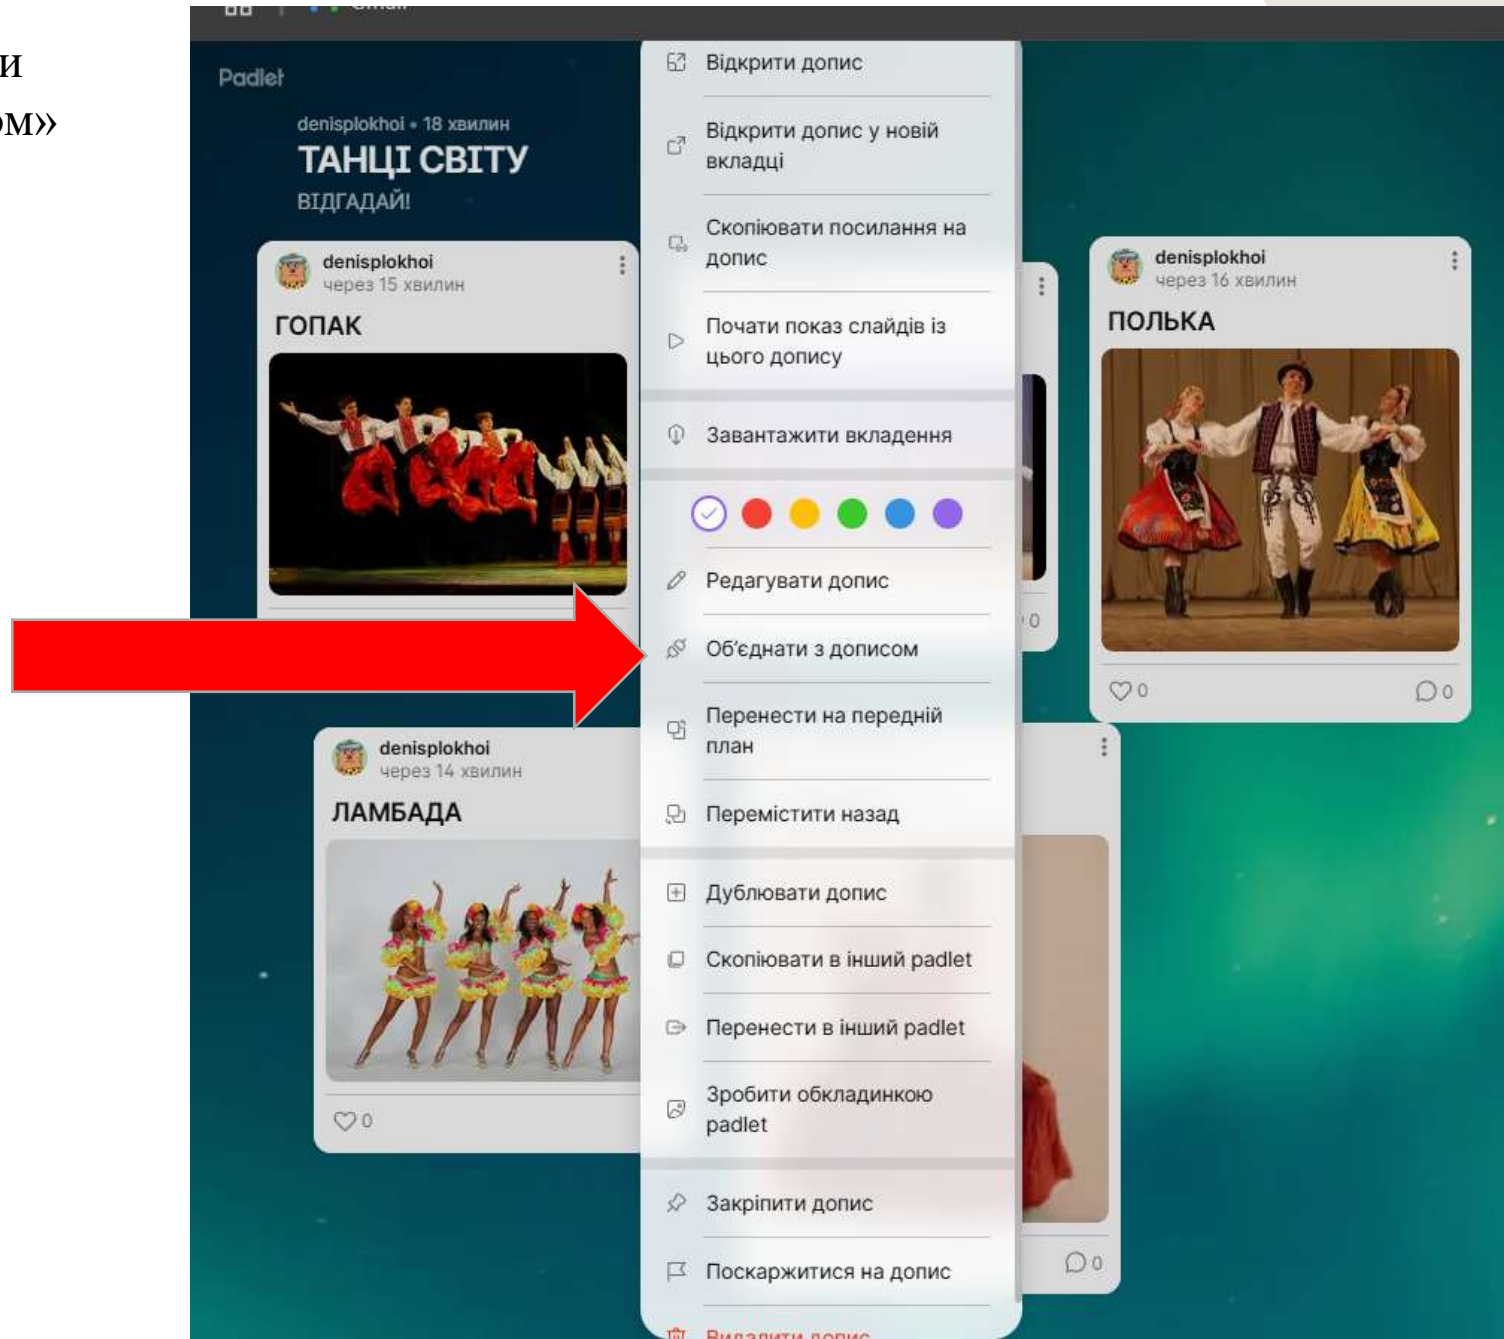 Gmail
Padlet
denisplokhoi • 18 хвилин
ТАНЦІ СВІТУ
ВІДГАДАЙ!
denisplokhoi
через 15 хвилин
ГОПАК
denisplokhoi
через 14 хвилин
ЛАМБАДА
0
Відкрити допис
Відкрити допис у новій
вкладці
Скопіювати посилання на
допис
Почати показ слайдів із
цього допису
Завантажити вкладення
Редагувати допис
Об'єднати з дописом
Перенести на передній
план
Перемістити назад
Дублювати допис
Скопіювати в інший padlet
Перенести в інший padlet
Зробити обкладинкою
padlet
Закріпити допис
Поскаржитися на допис
Видалити допис
0
denisplokhoi
через 16 хвилин
ПОЛЬКА
0
0
0